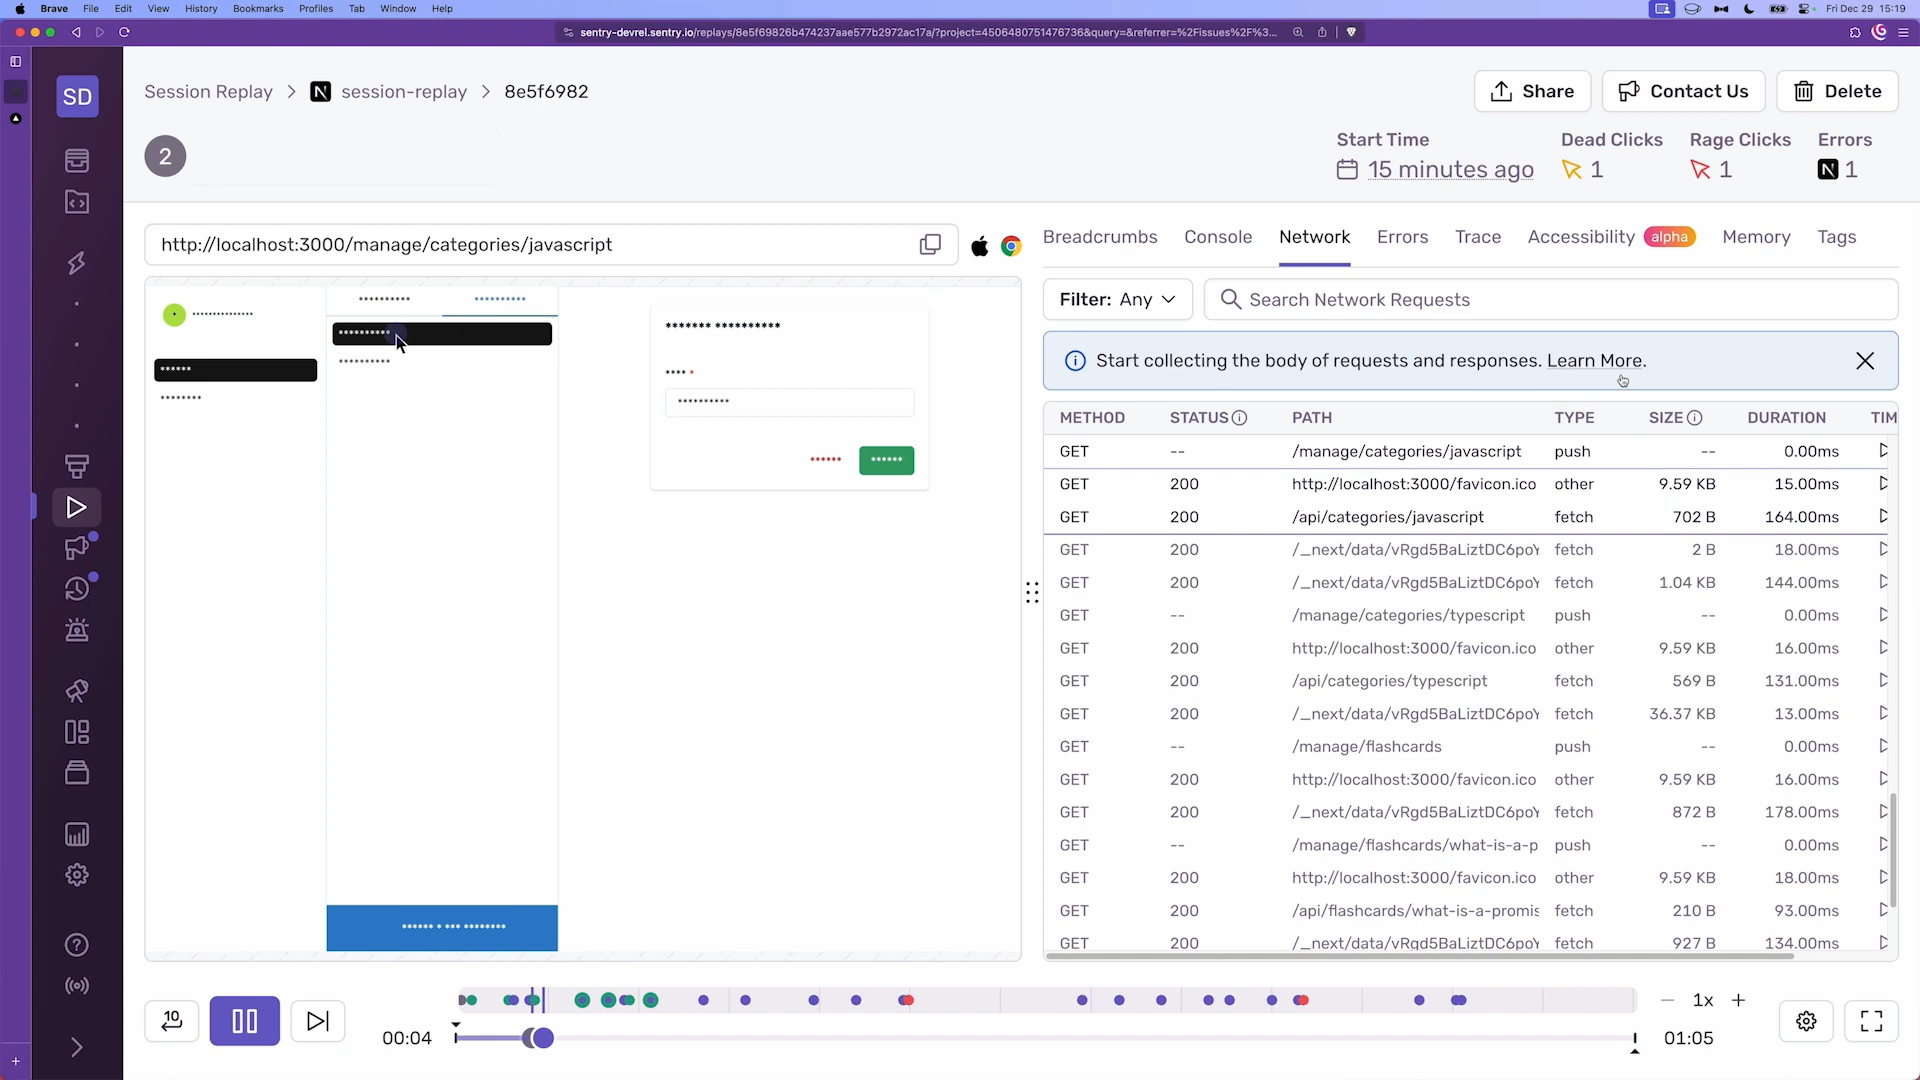 Brave File Edit View History Bookmarks Profiles Tab Window Help Fri Dec 29 15:19
sentry-devrel.sentry.io/replays/8e5f69826b474237aae577b2972ac17a/?project=4506480751476736&query=&referrer=%2Fissues%2F%3...
SD
Session Replay > N session-replay > 8e5f6982
Share Contact Us Delete
2
Start Time Dead Clicks Rage Clicks Errors
15 minutes ago 1 1 N 1
http://localhost:3000/manage/categories/javascript
Breadcrumbs Console Network Errors Trace Accessibility alpha Memory Tags
Filter: Any Search Network Requests
Start collecting the body of requests and responses. Learn More.
METHOD STATUS PATH TYPE SIZE DURATION TIM
GET -- /manage/categories/javascript push -- 0.00ms
GET 200 http://localhost:3000/favicon.ico other 9.59 KB 15.00ms
GET 200 /api/categories/javascript fetch 702 B 164.00ms
GET 200 /_next/data/vRgd5BaLiztDC6poY fetch 2 B 18.00ms
GET 200 /_next/data/vRgd5BaLiztDC6poY fetch 1.04 KB 144.00ms
GET -- /manage/categories/typescript push -- 0.00ms
GET 200 http://localhost:3000/favicon.ico other 9.59 KB 16.00ms
GET 200 /api/categories/typescript fetch 569 B 131.00ms
GET 200 /_next/data/vRgd5BaLiztDC6poY fetch 36.37 KB 13.00ms
GET -- /manage/flashcards push -- 0.00ms
GET 200 http://localhost:3000/favicon.ico other 9.59 KB 16.00ms
GET 200 /_next/data/vRgd5BaLiztDC6poY fetch 872 B 178.00ms
GET -- /manage/flashcards/what-is-a-p push -- 0.00ms
GET 200 http://localhost:3000/favicon.ico other 9.59 KB 18.00ms
GET 200 /api/flashcards/what-is-a-promis fetch 210 B 93.00ms
GET 200 /_next/data/vRgd5BaLiztDC6poY fetch 927 B 134.00ms
********** **********
* ***************
**********
**********
******
********
******* **********
**** *
**********
****** ******
****** * *** ********
10
00:04
01:05
− 1x +